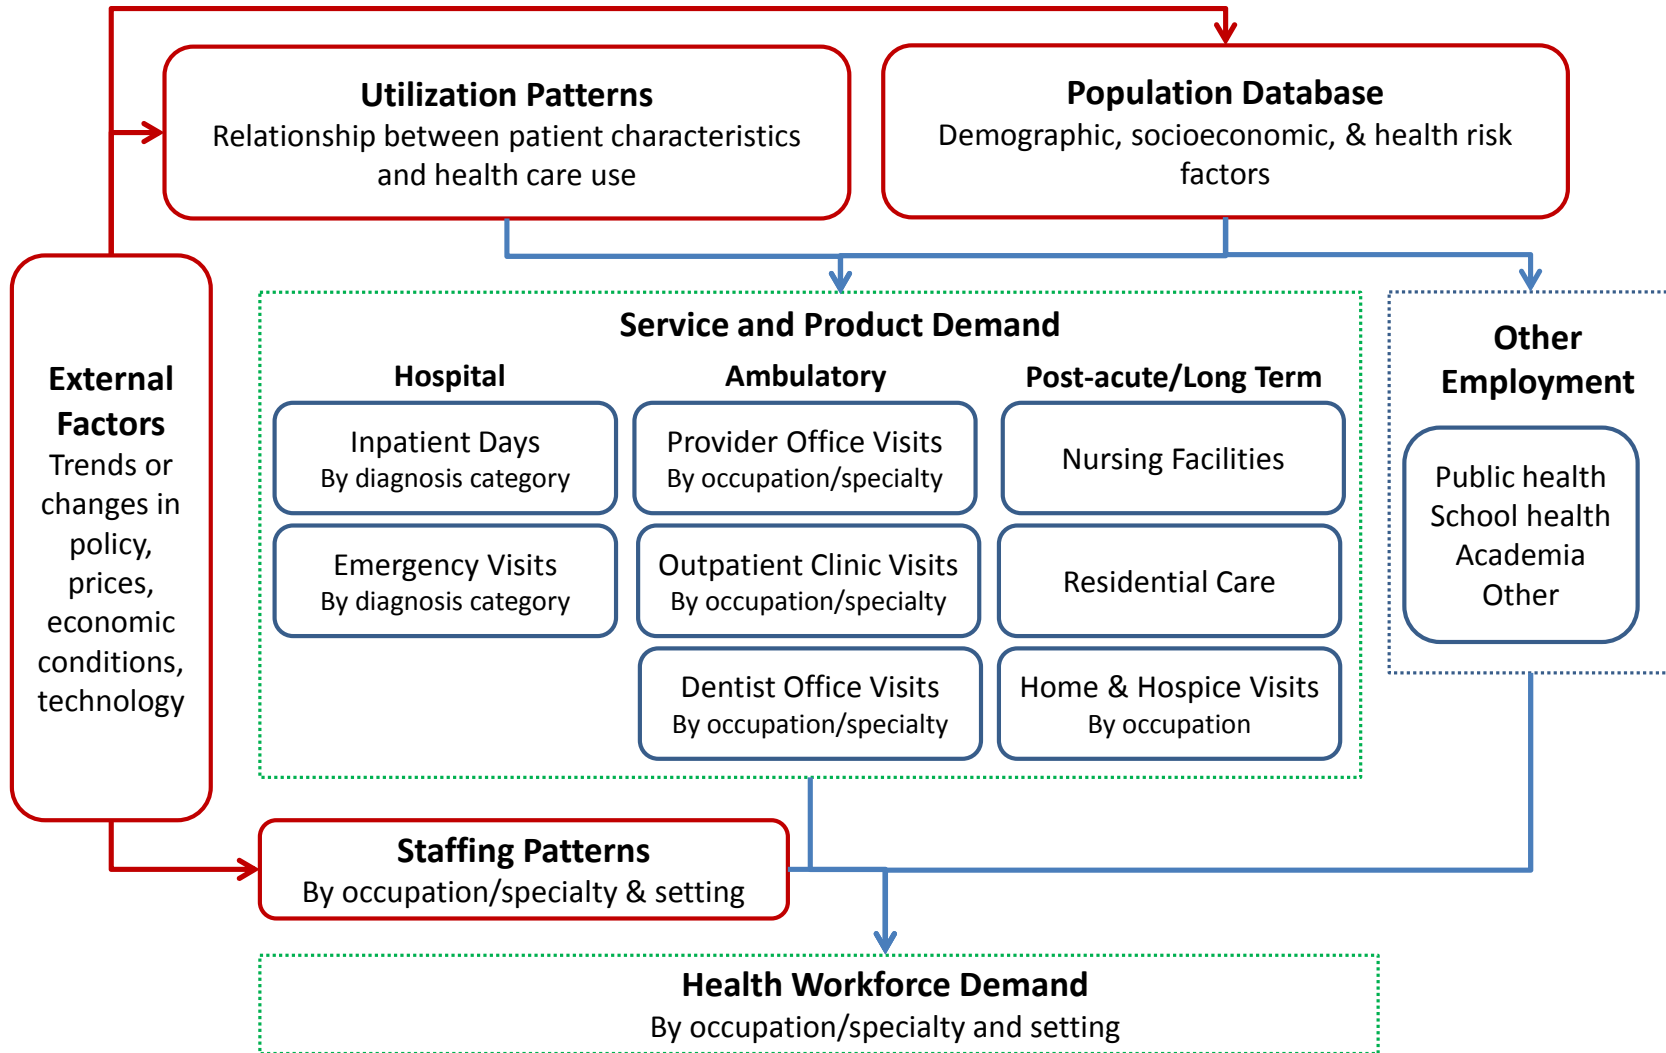 Utilization Patterns
Relationship between patient characteristics
and health care use
Population Database
Demographic, socioeconomic, & health risk
factors
External
Factors
Trends or
changes in
policy,
prices,
economic
conditions,
technology
Service and Product Demand
Hospital
Inpatient Days
By diagnosis category
Emergency Visits
By diagnosis category
Ambulatory
Provider Office Visits
By occupation/specialty
Outpatient Clinic Visits
By occupation/specialty
Dentist Office Visits
By occupation/specialty
Post-acute/Long Term
Nursing Facilities
Residential Care
Home & Hospice Visits
By occupation
Other
Employment
Public health
School health
Academia
Other
Staffing Patterns
By occupation/specialty & setting
Health Workforce Demand
By occupation/specialty and setting